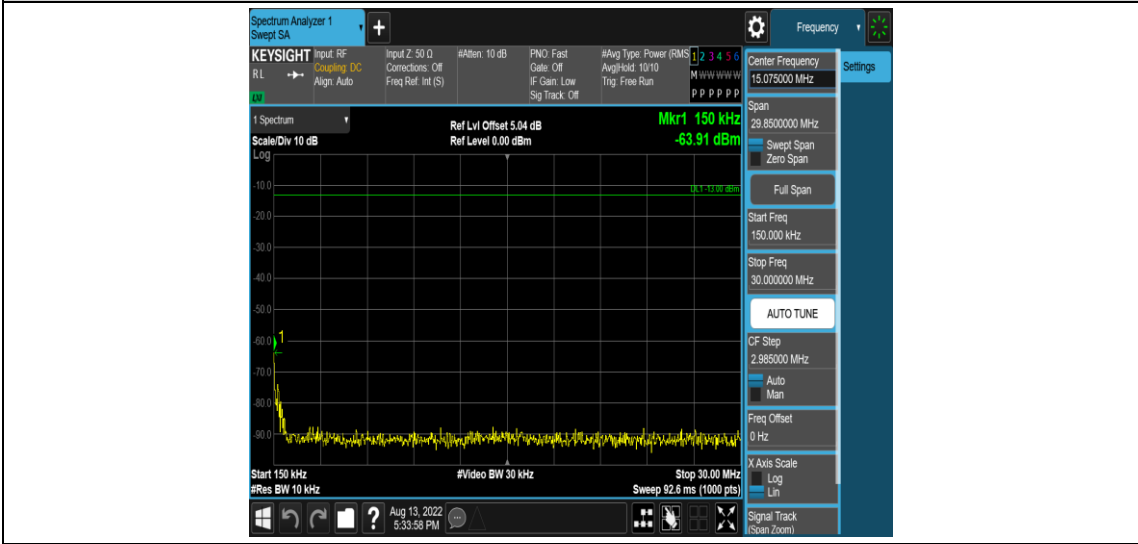 Spectrum Analyzer 1
Swept SA
+
Frequency
KEYSIGHT
RL
Input: RF
Coupling: DC
Align: Auto
Input Z: 50 Ω
Corrections: Off
Freq Ref: Int (S)
#Atten: 10 dB
PNO: Fast
Gate: Off
IF Gain: Low
Sig Track: Off
#Avg Type: Power (RMS
Avg|Hold: 10/10
Trig: Free Run
1 2 3 4 5 6
M W W W W W
P P P P P P
1 Spectrum
Scale/Div 10 dB
Log
Ref Lvl Offset 5.04 dB
Ref Level 0.00 dBm
Mkr1 150 kHz
-63.91 dBm
DL1 -13.00 dBm
-10.0
-20.0
-30.0
-40.0
-50.0
-60.0
1
-70.0
-80.0
-90.0
Start 150 kHz
#Res BW 10 kHz
#Video BW 30 kHz
Stop 30.00 MHz
Sweep 92.6 ms (1000 pts)
?
Aug 13, 2022
5:33:58 PM
Center Frequency
15.075000 MHz
Settings
Span
29.8500000 MHz
Swept Span
Zero Span
Full Span
Start Freq
150.000 kHz
Stop Freq
30.000000 MHz
AUTO TUNE
CF Step
2.985000 MHz
Auto
Man
Freq Offset
0 Hz
X Axis Scale
Log
Lin
Signal Track
(Span Zoom)